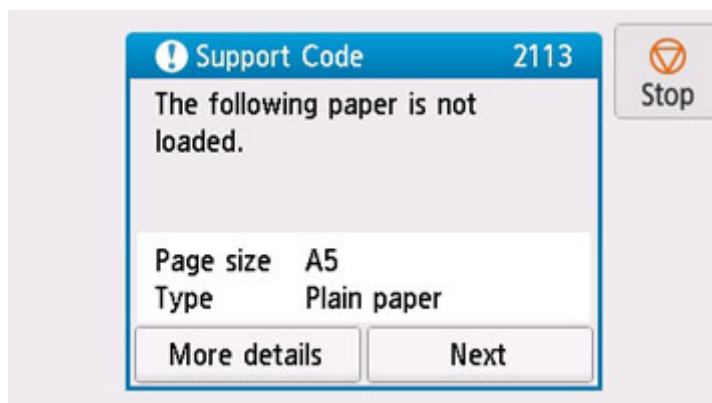 Support Code 2113
Stop
The following paper is not
loaded.
Page size A5
Type Plain paper
More details Next